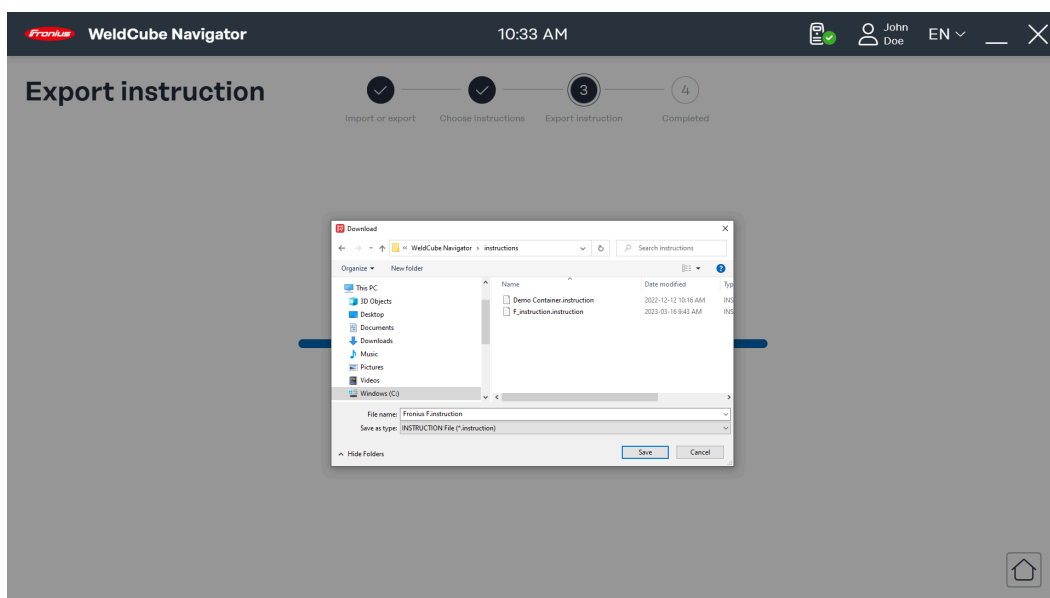 Fronius WeldCube Navigator 10:33 AM John Doe EN
Export instruction
3 4
Import or export Choose instructions Export instruction Completed
Download
« WeldCube Navigator › instructions Search instructions
Organize New folder
Name Date modified Typ
This PC
3D Objects
Desktop
Documents
Downloads
Music
Pictures
Videos
Windows (C:)
Demo Container.instruction 2022-12-12 10:16 AM INS
F_instruction.instruction 2023-03-16 9:43 AM INS
File name: Fronius F.instruction
Save as type: INSTRUCTION File (*.instruction)
Hide Folders Save Cancel